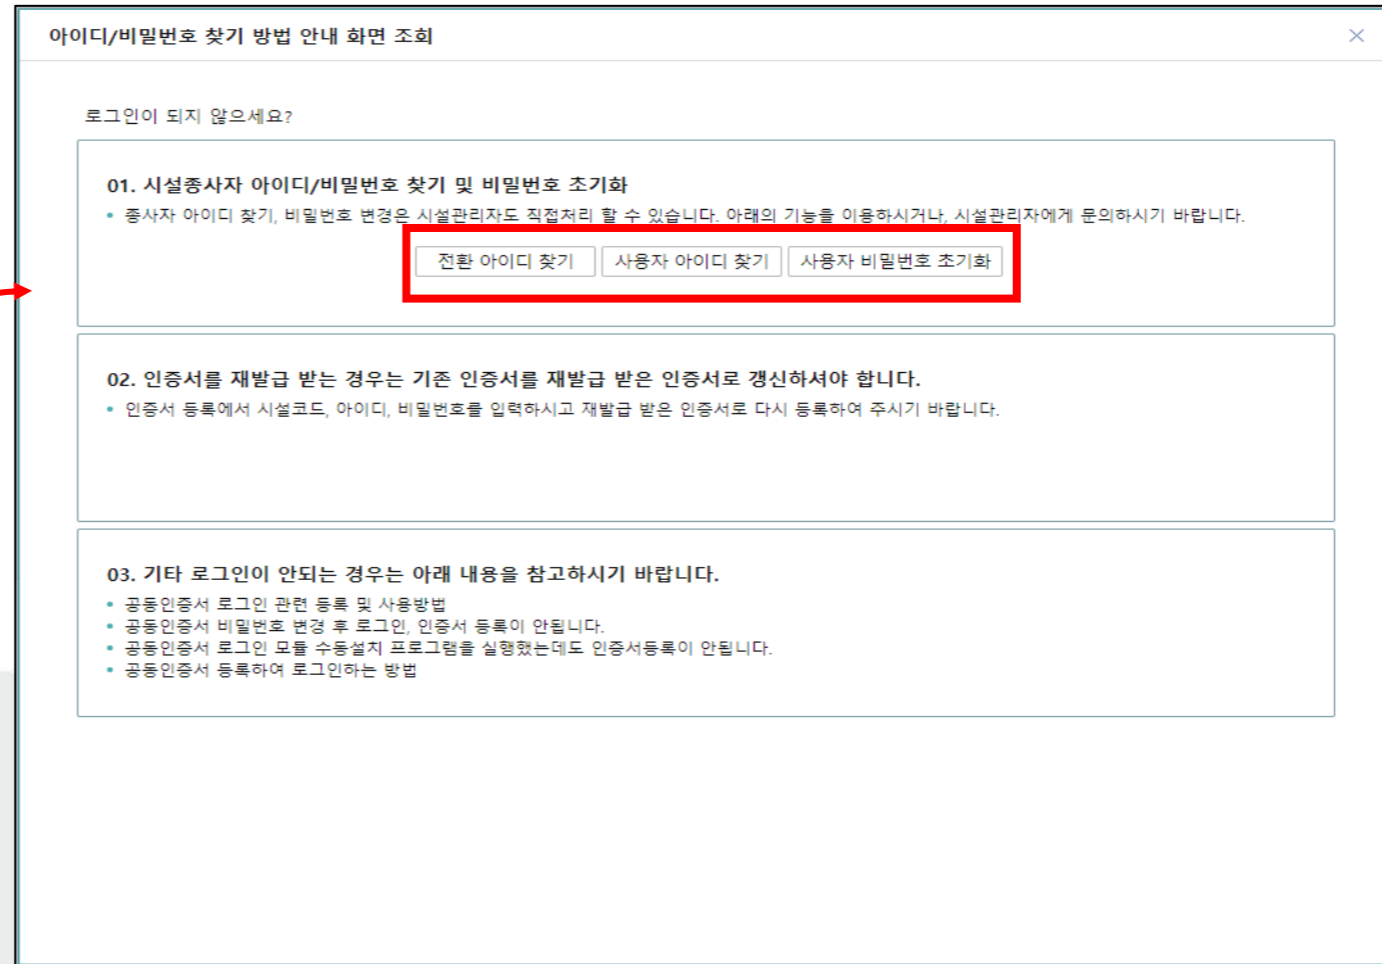 아이디/비밀번호 찾기 방법 안내 화면 조회
로그인이 되지 않으세요?
01. 시설종사자 아이디/비밀번호 찾기 및 비밀번호 초기화
• 종사자 아이디 찾기, 비밀번호 변경은 시설관리자도 직접처리 할 수 있습니다. 아래의 기능을 이용하시거나, 시설관리자에게 문의하시기 바랍니다.
전환 아이디 찾기 사용자 아이디 찾기 사용자 비밀번호 초기화
02. 인증서를 재발급 받는 경우는 기존 인증서를 재발급 받은 인증서로 갱신하셔야 합니다.
• 인증서 등록에서 시설코드, 아이디, 비밀번호를 입력하시고 재발급 받은 인증서로 다시 등록하여 주시기 바랍니다.
03. 기타 로그인이 안되는 경우는 아래 내용을 참고하시기 바랍니다.
• 공동인증서 로그인 관련 등록 및 사용방법
• 공동인증서 비밀번호 변경 후 로그인, 인증서 등록이 안됩니다.
• 공동인증서 로그인 모듈 수동설치 프로그램을 실행했는데도 인증서등록이 안됩니다.
• 공동인증서 등록하여 로그인하는 방법